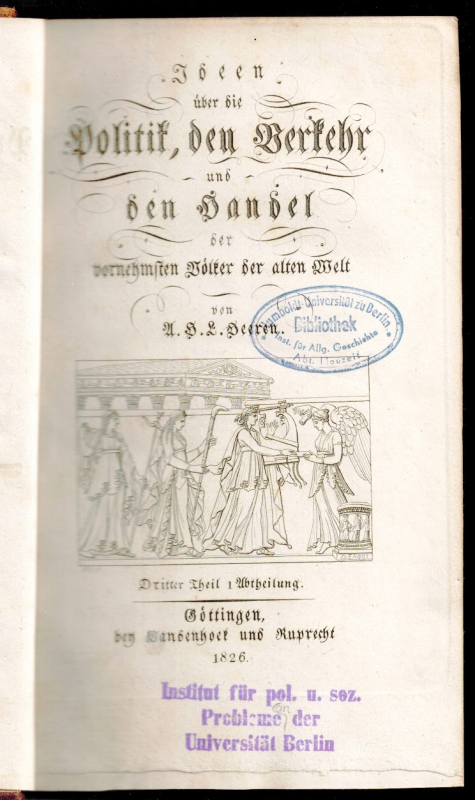 Ideen
über die
Politik, den Verkehr
und
den Handel
der
vornehmsten Völker der alten Welt
von
A. H. L. Heeren.
Humboldt-Universität zu Berlin
Bibliothek
Inst. für Allg. Geschichte
Abt. Neuzeit
Dritter Theil 1 Abtheilung.
Göttingen,
bey Vandenhoek und Ruprecht
1826.
Institut für pol. u. soz.
Probleme der
Universität Berlin